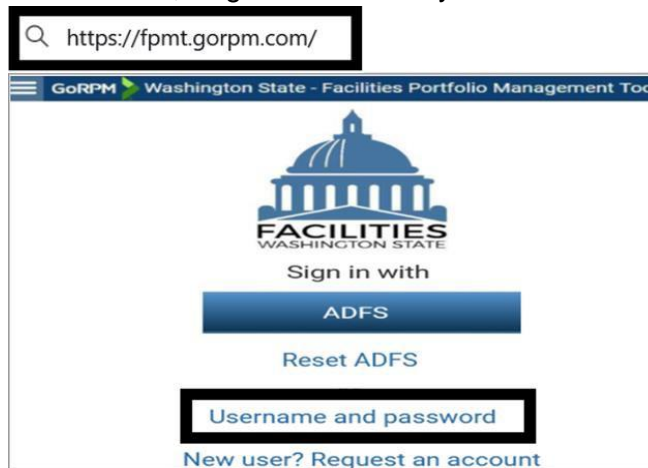 https://fpmt.gorpm.com/
GoRPM Washington State - Facilities Portfolio Management
FACILITIES
WASHINGTON STATE
Sign in with
ADFS
Reset ADFS
Username and password
New user? Request an account